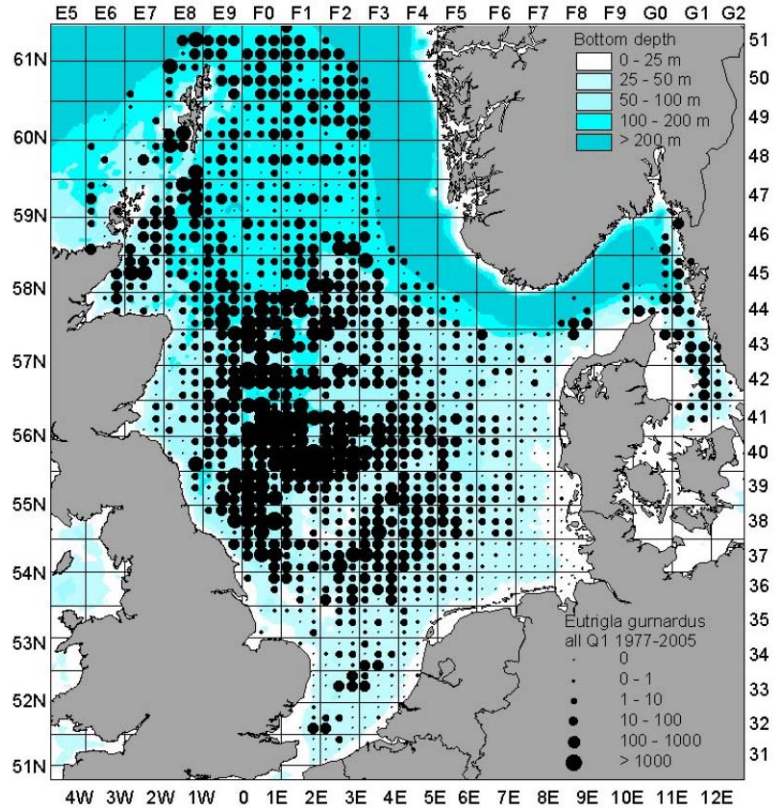 E5 E6 E7 E8 E9 F0 F1 F2 F3 F4 F5 F6 F7 F8 F9 G0 G1 G2
61N
60N
59N
58N
57N
56N
55N
54N
53N
52N
51N
51
50
49
48
47
46
45
44
43
42
41
40
39
38
37
36
35
34
33
32
31
Bottom depth
0 - 25 m
25 - 50 m
50 - 100 m
100 - 200 m
> 200 m
Eutrigla gurnardus
all Q1 1977-2005
0
0 - 1
1 - 10
10 - 100
100 - 1000
> 1000
4W 3W 2W 1W 0 1E 2E 3E 4E 5E 6E 7E 8E 9E 10E 11E 12E